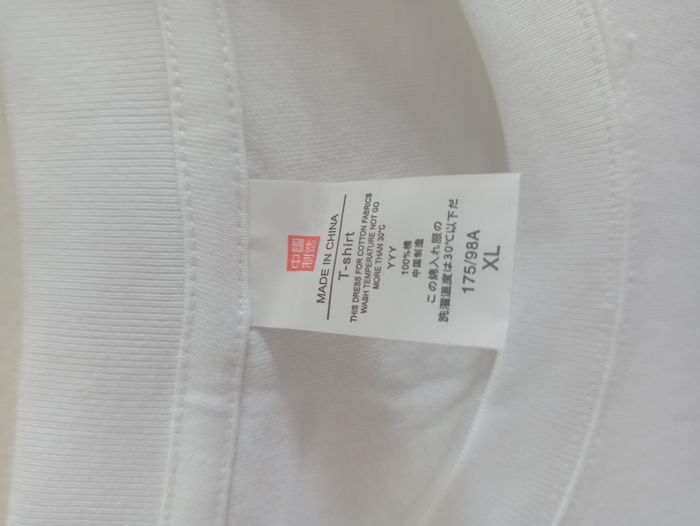 中國
制造
MADE IN CHINA
T-shirt
THIS DRESS FOR COTTON FABRICS
WASH TEMPERATURE NOT GO
MORE THAN 30℃
YYY
100%棉
中国制造
この綿入れ服の
洗濯温度は30℃以下だ
175/98A
XL